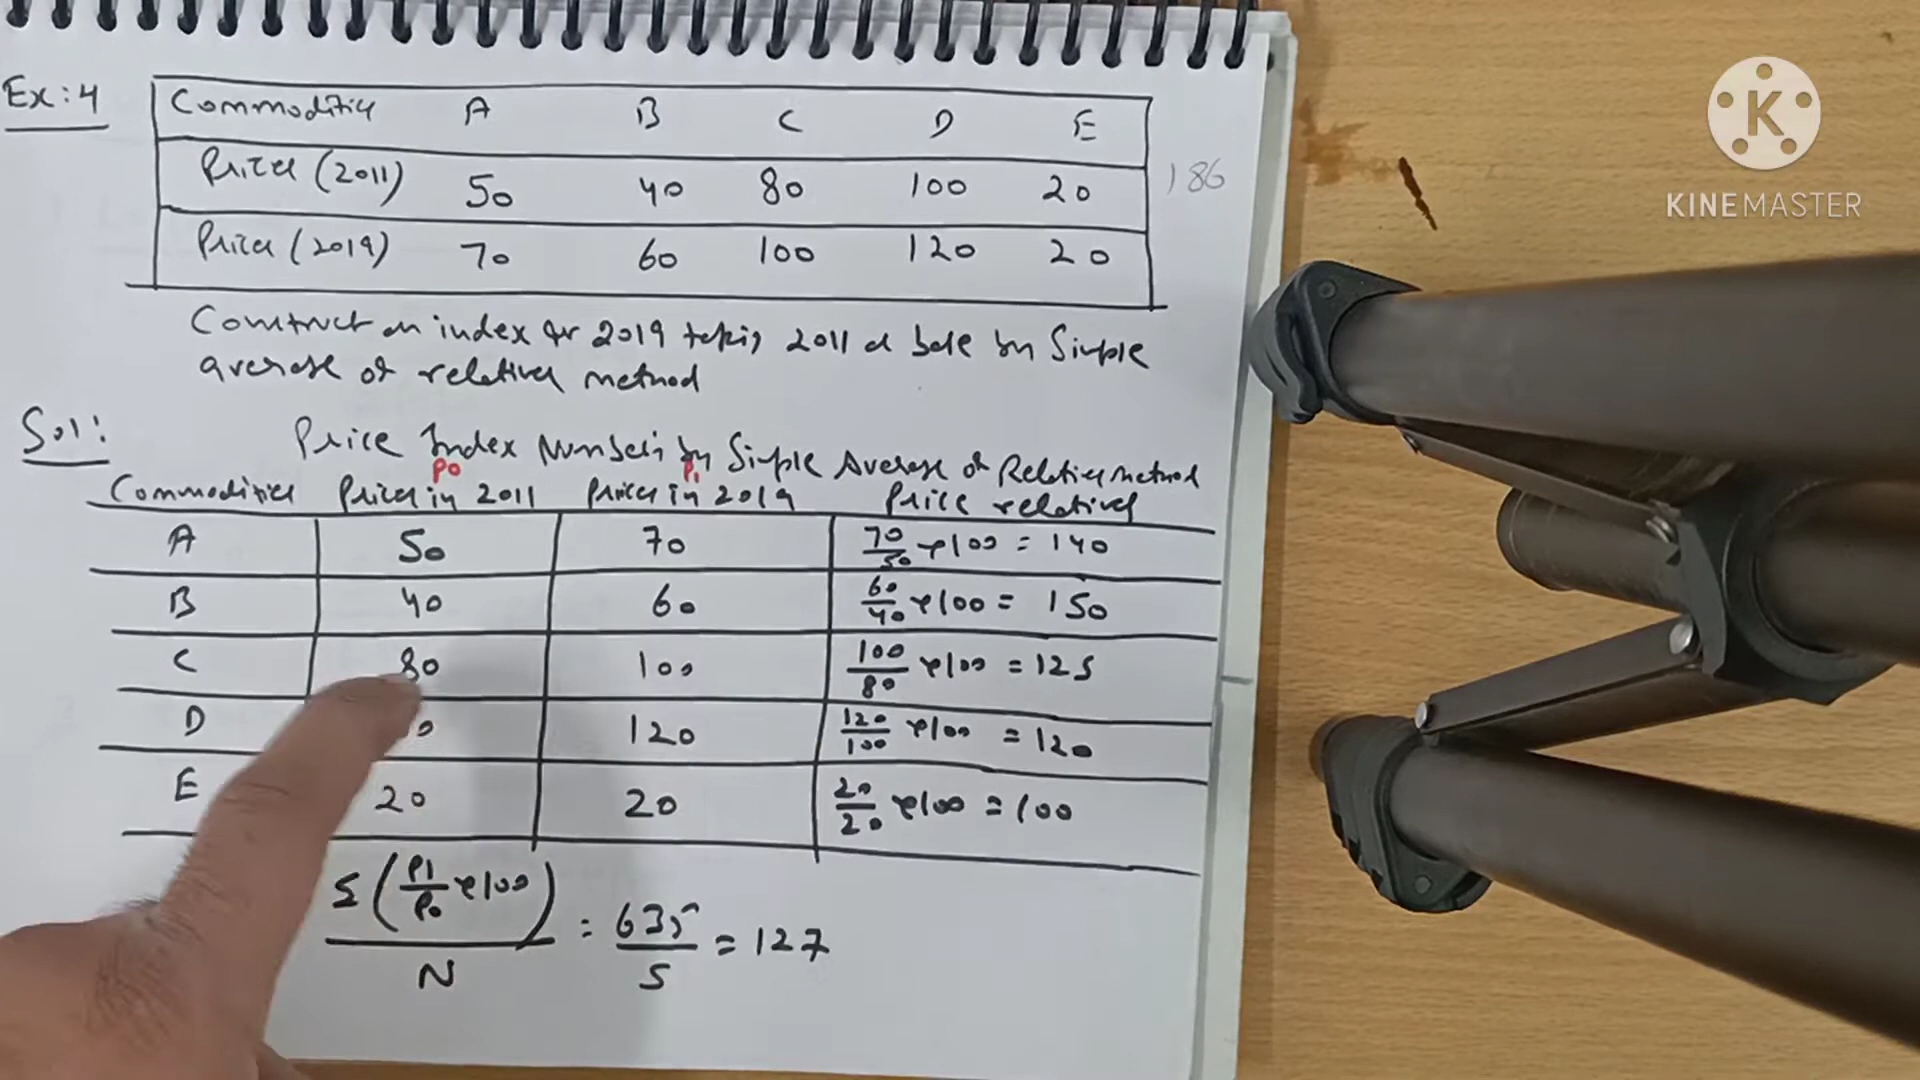 Ex: 4
Commodities A B C D E
Prices (2011) 50 40 80 100 20
186
Prices (2019) 70 60 100 120 20
Construct an index for 2019 taking 2011 as base by Simple
average of relatives method
Sol:
Price Index Numbers by Simple Average of Relatives method
P0 P1
Commodities Prices in 2011 Prices in 2019 Price relatives
A 50 70 70/50 × 100 = 140
B 40 60 60/40 × 100 = 150
C 80 100 100/80 × 100 = 125
D 0 120 120/100 × 100 = 120
E 20 20 20/20 × 100 = 100
Σ (P1/P0 × 100) / N = 635/5 = 127
KINEMASTER